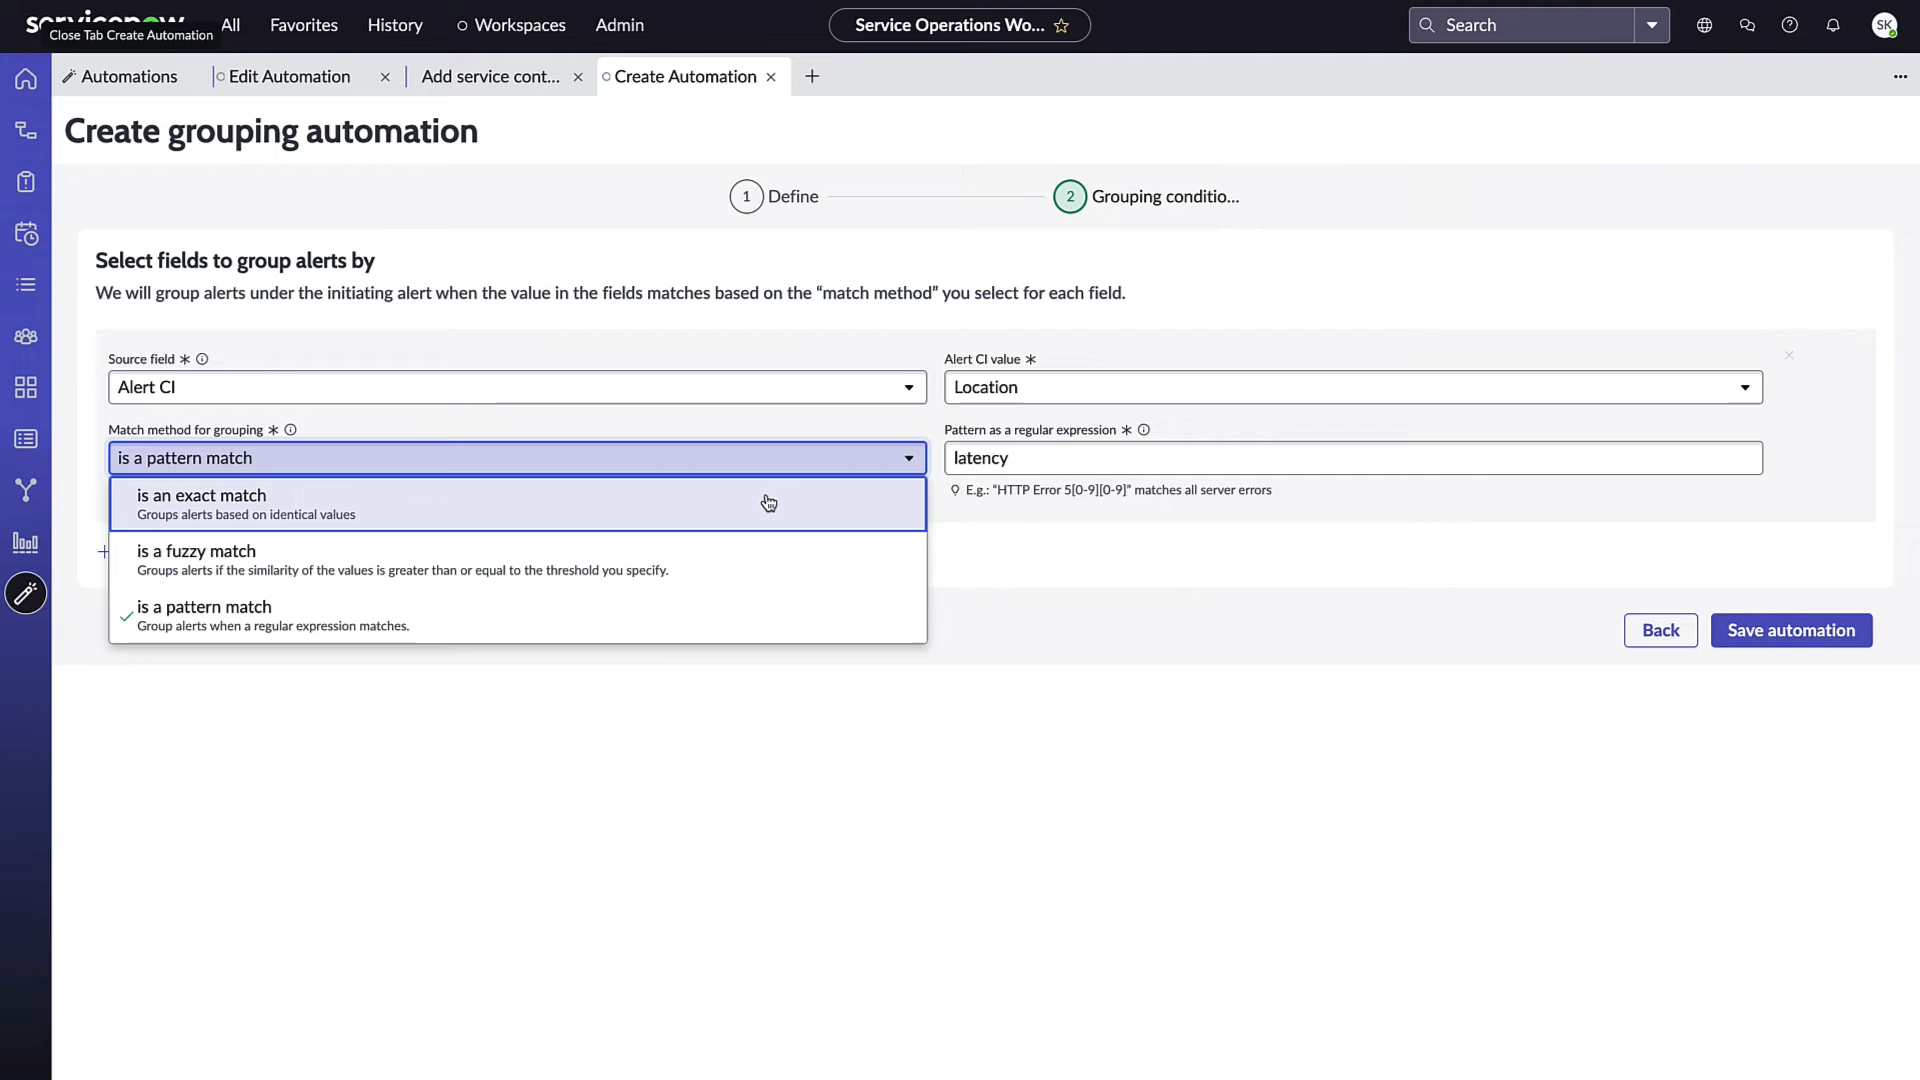 servicenow
Close Tab Create Automation
All
Favorites
History
Workspaces
Admin
Service Operations Wo...
Search
SK
Automations
Edit Automation
Add service cont...
Create Automation
Create grouping automation
1 Define
2 Grouping conditio...
Select fields to group alerts by
We will group alerts under the initiating alert when the value in the fields matches based on the “match method” you select for each field.
Source field *
Alert CI value *
Alert CI
Location
Match method for grouping *
Pattern as a regular expression *
is a pattern match
latency
is an exact match
Groups alerts based on identical values
E.g.: “HTTP Error 5[0-9][0-9]” matches all server errors
is a fuzzy match
Groups alerts if the similarity of the values is greater than or equal to the threshold you specify.
is a pattern match
Group alerts when a regular expression matches.
Back
Save automation